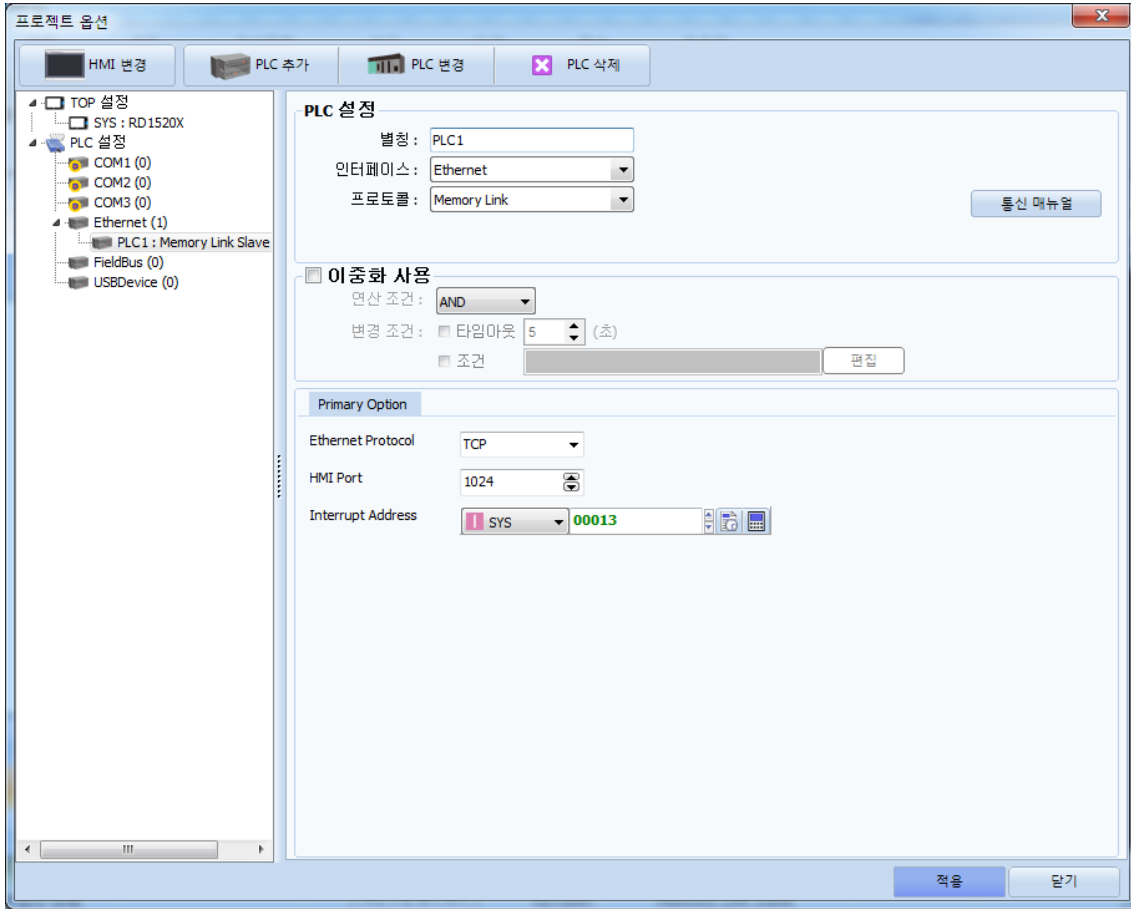 프로젝트 옵션
HMI 변경
PLC 추가
PLC 변경
PLC 삭제
TOP 설정
SYS : RD1520X
PLC 설정
COM1 (0)
COM2 (0)
COM3 (0)
Ethernet (1)
PLC1 : Memory Link Slave
FieldBus (0)
USBDevice (0)
PLC 설정
별칭 : PLC1
인터페이스 : Ethernet
프로토콜 : Memory Link
통신 매뉴얼
이중화 사용
연산 조건 : AND
변경 조건 : 타임아웃 5 (초)
조건 편집
Primary Option
Ethernet Protocol TCP
HMI Port 1024
Interrupt Address SYS 00013
적용 닫기